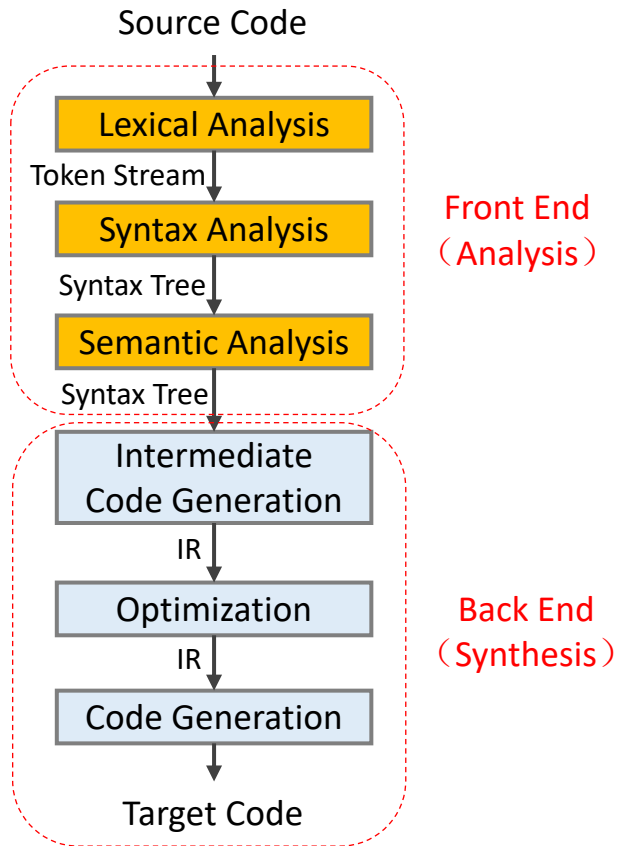 Source Code
Lexical Analysis
Token Stream
Syntax Analysis
Syntax Tree
Semantic Analysis
Syntax Tree
Front End
（Analysis）
Intermediate
Code Generation
IR
Optimization
IR
Code Generation
Target Code
Back End
（Synthesis）